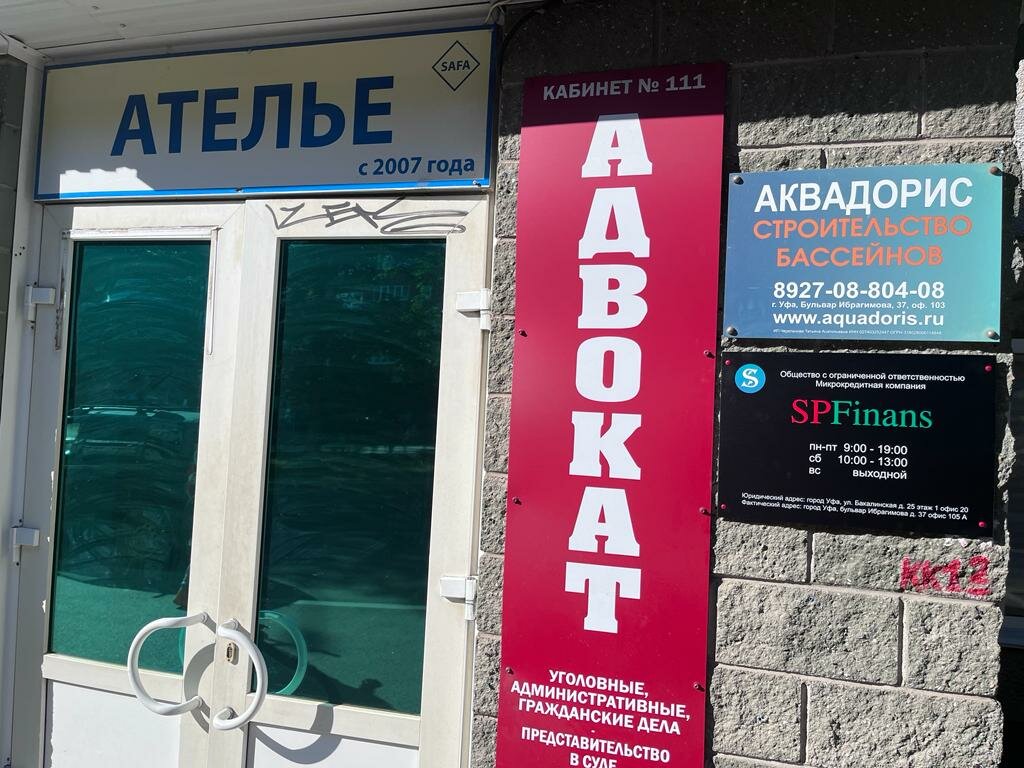 SAFA
АТЕЛЬЕ
с 2007 года
КАБИНЕТ № 111
АДВОКАТ
УГОЛОВНЫЕ,
АДМИНИСТРАТИВНЫЕ,
ГРАЖДАНСКИЕ ДЕЛА
ПРЕДСТАВИТЕЛЬСТВО
В СУДЕ
АКВАДОРИС
СТРОИТЕЛЬСТВО
БАССЕЙНОВ
8927-08-804-08
г. Уфа, Бульвар Ибрагимова, 37, оф. 103
www.aquadoris.ru
S
Общество с ограниченной ответственностью
Микрокредитная компания
SPFinans
пн-пт 9:00 - 19:00
сб 10:00 - 13:00
вс выходной
Юридический адрес: город Уфа, ул. Бакалинская д. 25 этаж 1 офис 20
Фактический адрес: город Уфа, бульвар Ибрагимова д. 37 офис 105 А
КК12